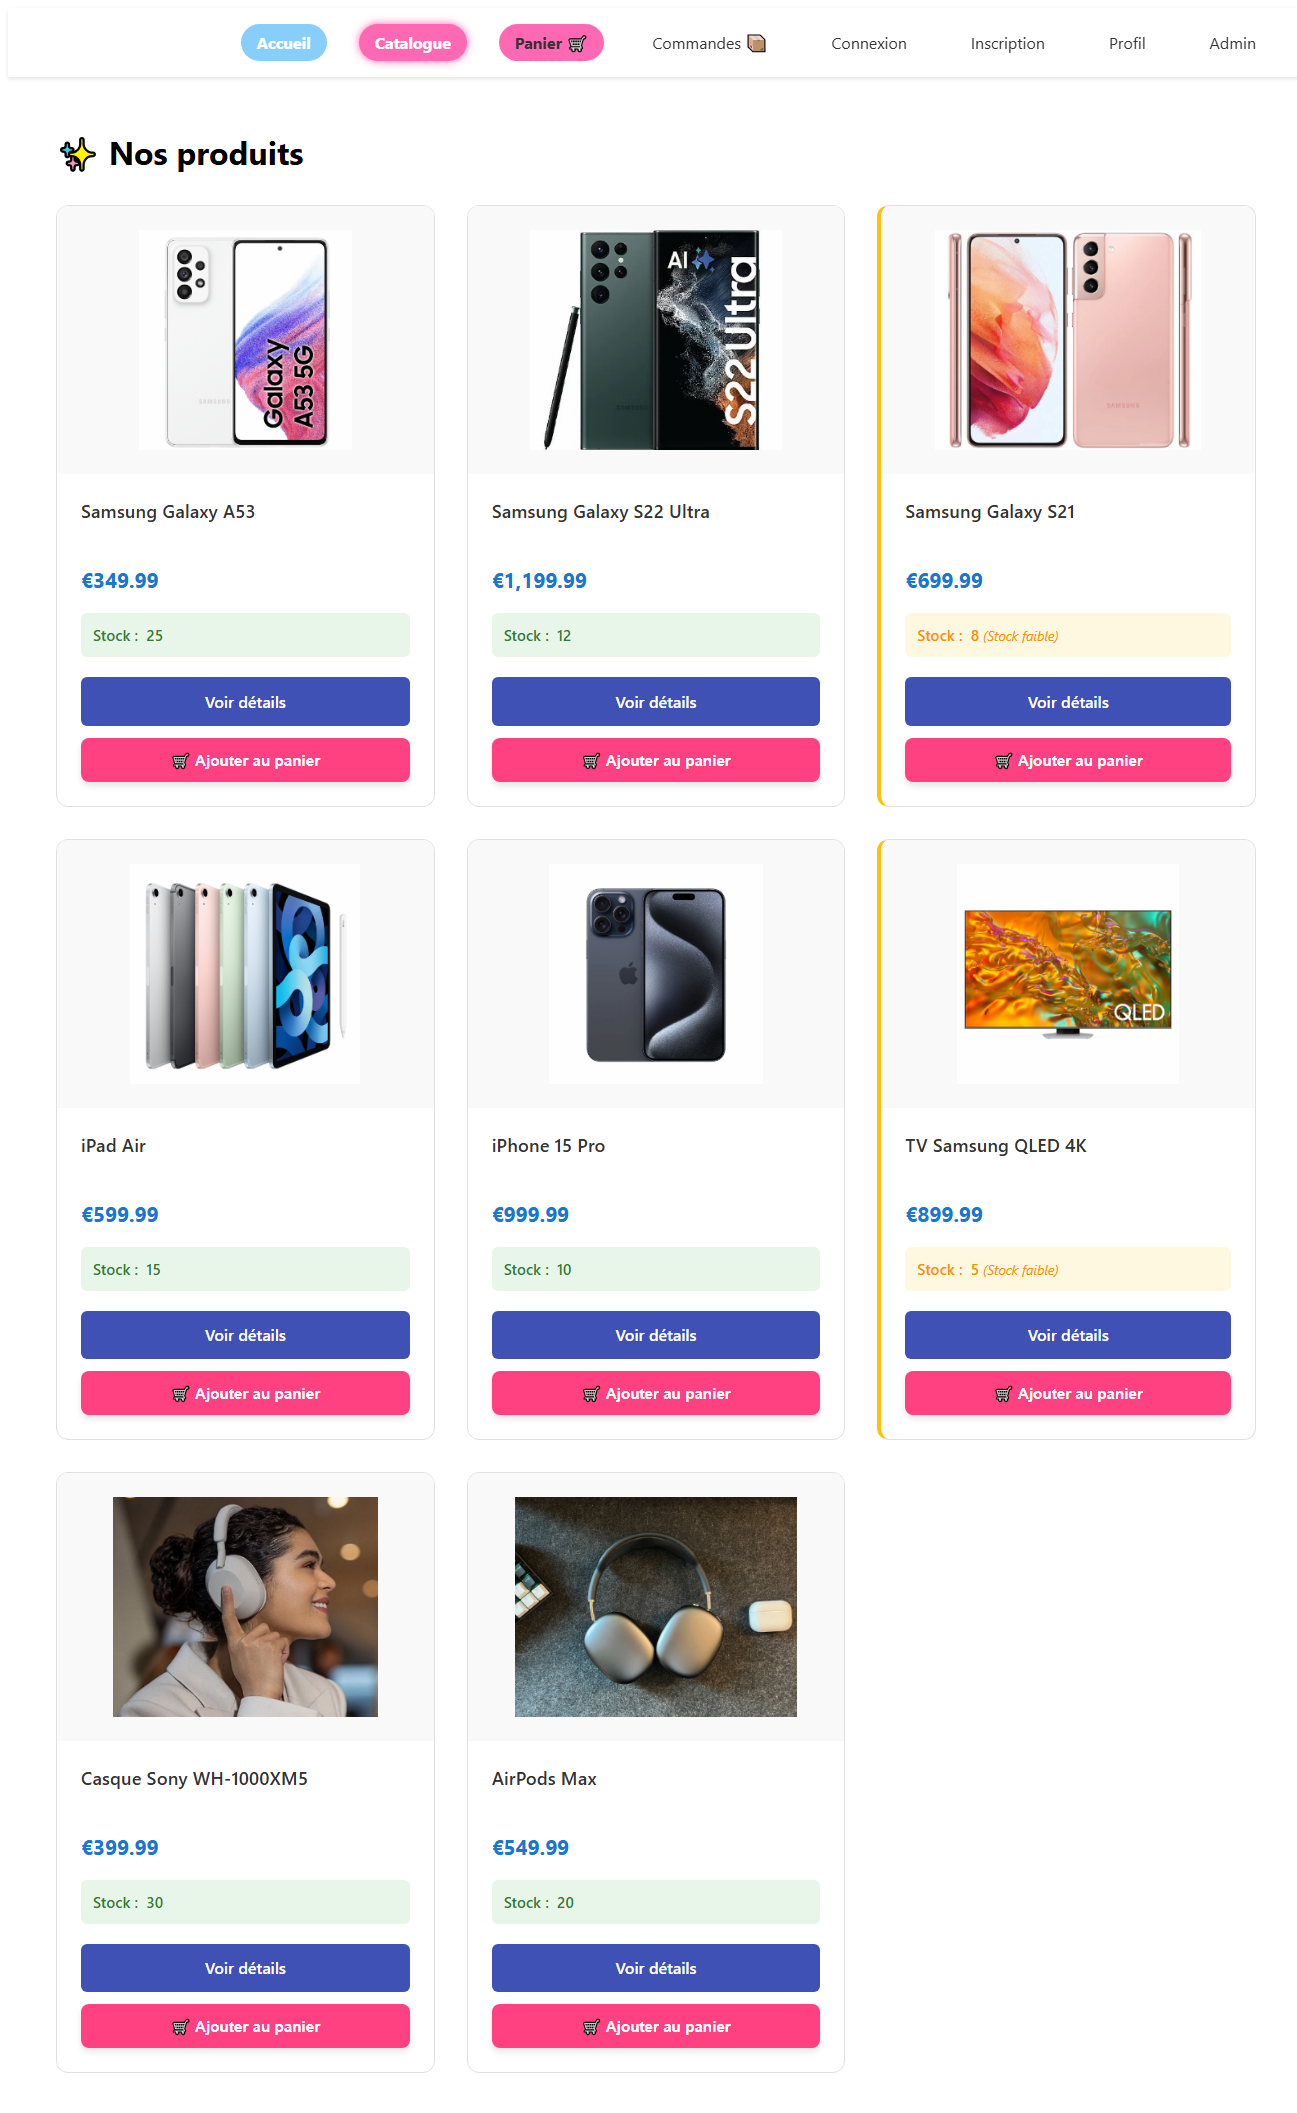 Accueil Catalogue Panier Commandes Connexion Inscription Profil Admin
Nos produits
Galaxy
A53 5G
SAMSUNG
AI
S22 Ultra
SAMSUNG
SAMSUNG
Samsung Galaxy A53
€349.99
Stock : 25
Voir détails
Ajouter au panier
Samsung Galaxy S22 Ultra
€1,199.99
Stock : 12
Voir détails
Ajouter au panier
Samsung Galaxy S21
€699.99
Stock : 8 (Stock faible)
Voir détails
Ajouter au panier
iPad Air
€599.99
Stock : 15
Voir détails
Ajouter au panier
iPhone 15 Pro
€999.99
Stock : 10
Voir détails
Ajouter au panier
QLED
TV Samsung QLED 4K
€899.99
Stock : 5 (Stock faible)
Voir détails
Ajouter au panier
Casque Sony WH-1000XM5
€399.99
Stock : 30
Voir détails
Ajouter au panier
AirPods Max
€549.99
Stock : 20
Voir détails
Ajouter au panier